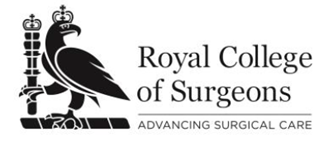 Royal College
of Surgeons
ADVANCING SURGICAL CARE